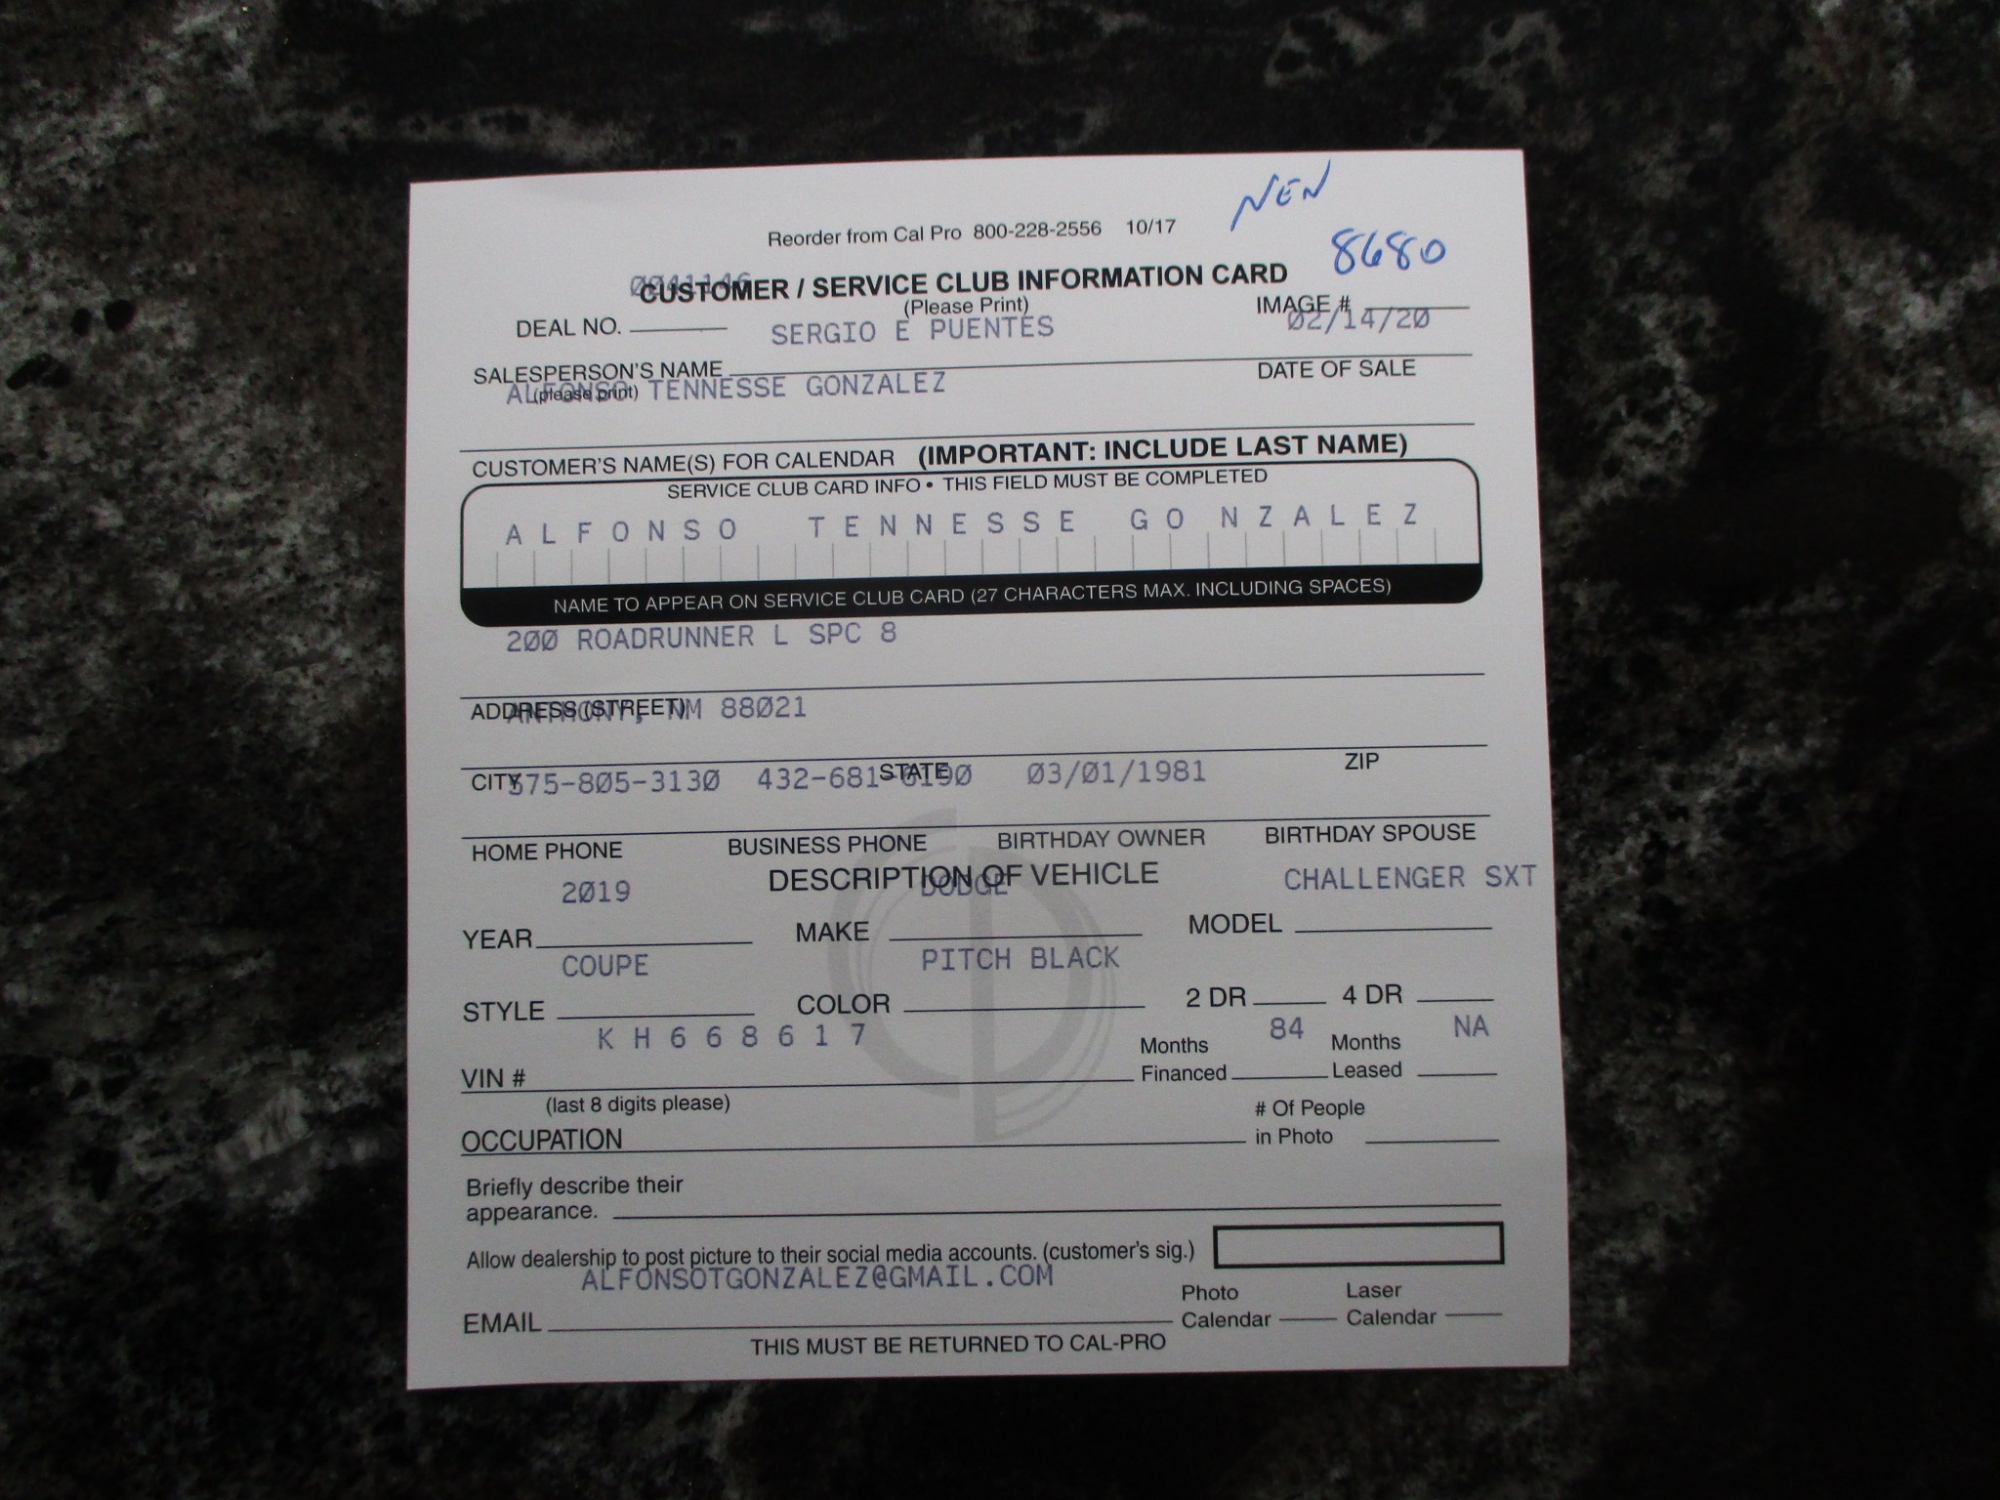 NEW
Reorder from Cal Pro 800-228-2556 10/17
8680
0041146
CUSTOMER / SERVICE CLUB INFORMATION CARD
(Please Print)
IMAGE #
DEAL NO. SERGIO E PUENTES 02/14/20
SALESPERSON'S NAME DATE OF SALE
(please print)
ALFONSO TENNESSE GONZALEZ
CUSTOMER'S NAME(S) FOR CALENDAR (IMPORTANT: INCLUDE LAST NAME)
SERVICE CLUB CARD INFO • THIS FIELD MUST BE COMPLETED
ALFONSO TENNESSE GONZALEZ
NAME TO APPEAR ON SERVICE CLUB CARD (27 CHARACTERS MAX. INCLUDING SPACES)
200 ROADRUNNER L SPC 8
ADDRESS (STREET)
ANTHONY, NM 88021
CITY STATE ZIP
575-805-3130 432-681-6190 03/01/1981
HOME PHONE BUSINESS PHONE BIRTHDAY OWNER BIRTHDAY SPOUSE
DESCRIPTION OF VEHICLE
2019 DODGE CHALLENGER SXT
YEAR MAKE MODEL
COUPE PITCH BLACK
STYLE COLOR 2 DR 4 DR
KH668617 84 NA
VIN # Months Financed Months Leased
(last 8 digits please)
OCCUPATION # Of People in Photo
Briefly describe their
appearance.
Allow dealership to post picture to their social media accounts. (customer's sig.)
ALFONSOTGONZALEZ@GMAIL.COM
EMAIL Photo Calendar Laser Calendar
THIS MUST BE RETURNED TO CAL-PRO